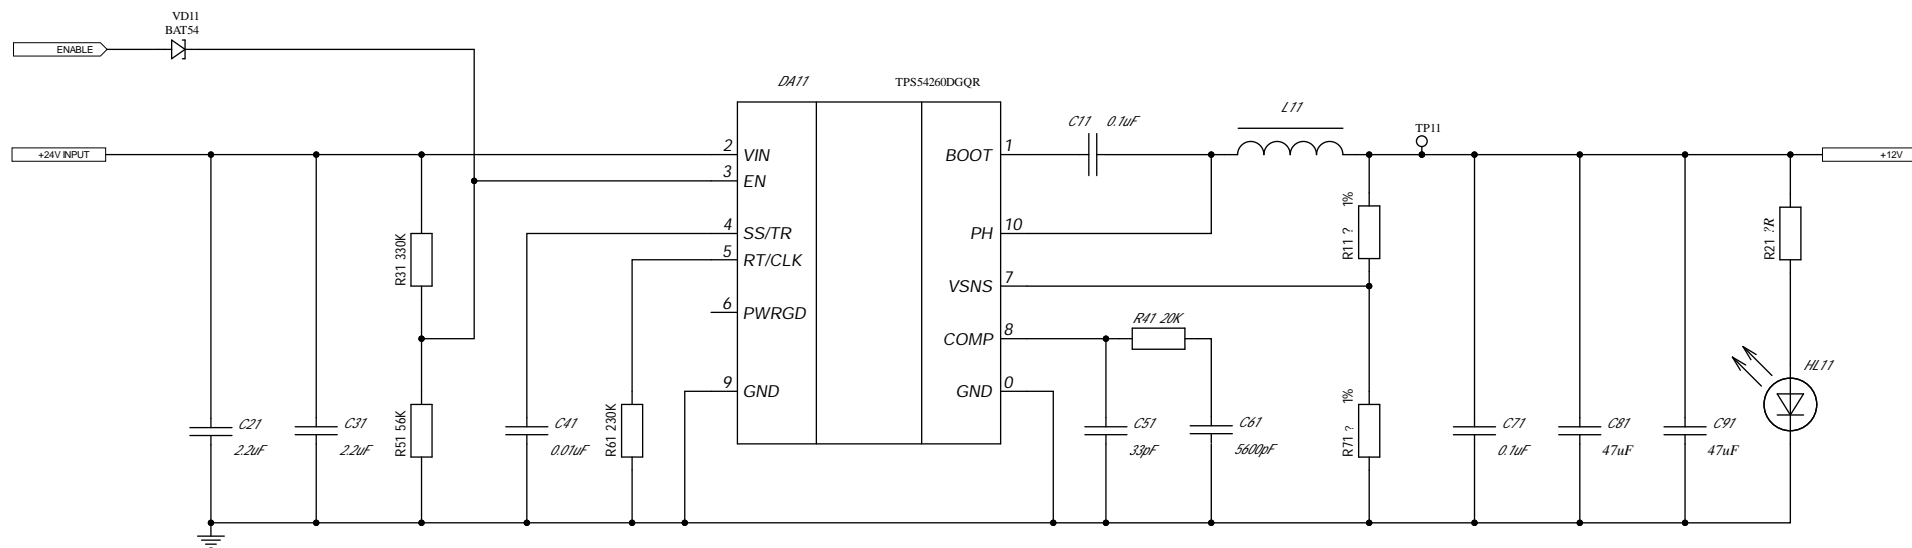 VD11
BAT54
ENABLE
DA11
TPS54260DGQR
+24V INPUT
2 VIN
3 EN
4 SS/TR
5 RT/CLK
6 PWRGD
9 GND
BOOT 1
PH 10
VSNS 7
COMP 8
GND 0
C11 0.1uF
L11
TP11
+12V
R31 330K
R51 56K
R61 230K
R41 20K
R11 ? 1%
R71 ? 1%
R21 ?R
HL11
C21
2.2uF
C31
2.2uF
C41
0.01uF
C51
33pF
C61
5600pF
C71
0.1uF
C81
47uF
C91
47uF